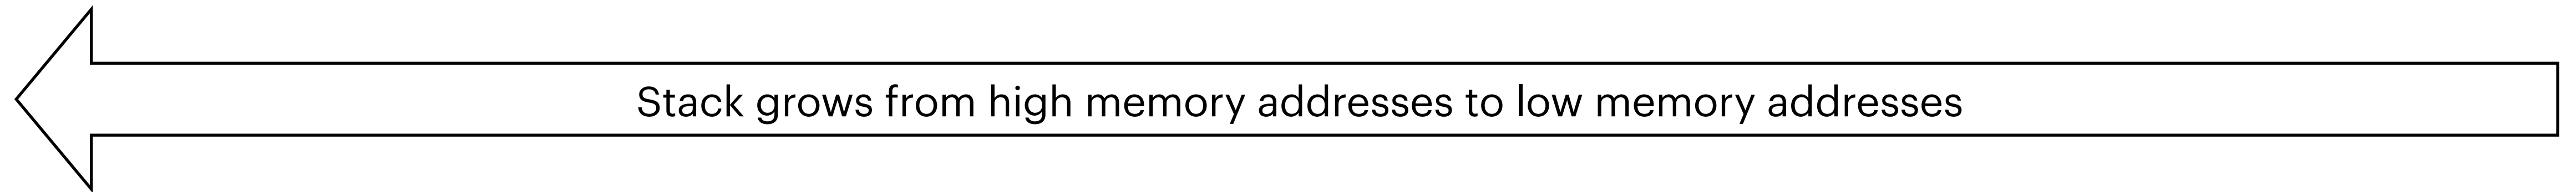 Stack grows from high memory addresses to low memory addresses